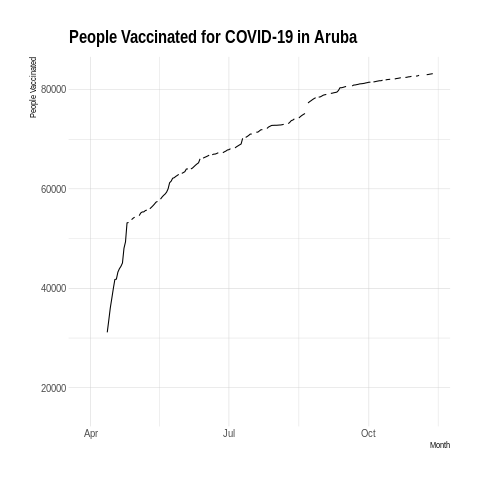 People Vaccinated for COVID-19 in Aruba
People Vaccinated
80000
60000
40000
20000
Apr
Jul
Oct
Month